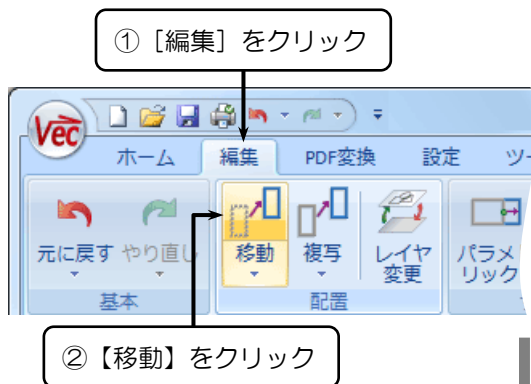 ① ［編集］をクリック
Vec
ホーム 編集 PDF変換 設定 ツー
元に戻す やり直し 移動 複写 レイヤ変更 パラメリック
基本 配置
② 【移動】をクリック